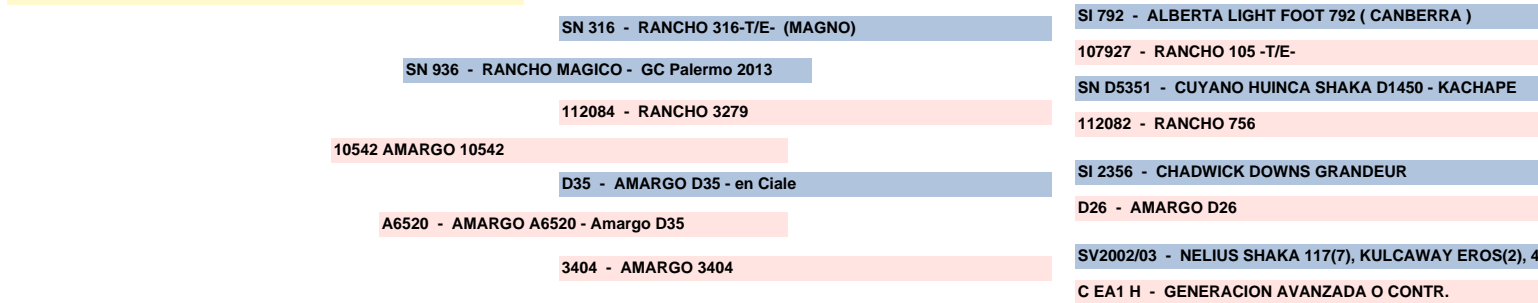 SI 792 - ALBERTA LIGHT FOOT 792 ( CANBERRA )
SN 316 - RANCHO 316-T/E- (MAGNO)
107927 - RANCHO 105 -T/E-
SN 936 - RANCHO MAGICO - GC Palermo 2013
SN D5351 - CUYANO HUINCA SHAKA D1450 - KACHAPE
112084 - RANCHO 3279
112082 - RANCHO 756
10542 AMARGO 10542
SI 2356 - CHADWICK DOWNS GRANDEUR
D35 - AMARGO D35 - en Ciale
D26 - AMARGO D26
A6520 - AMARGO A6520 - Amargo D35
SV2002/03 - NELIUS SHAKA 117(7), KULCAWAY EROS(2), 4
3404 - AMARGO 3404
C EA1 H - GENERACION AVANZADA O CONTR.